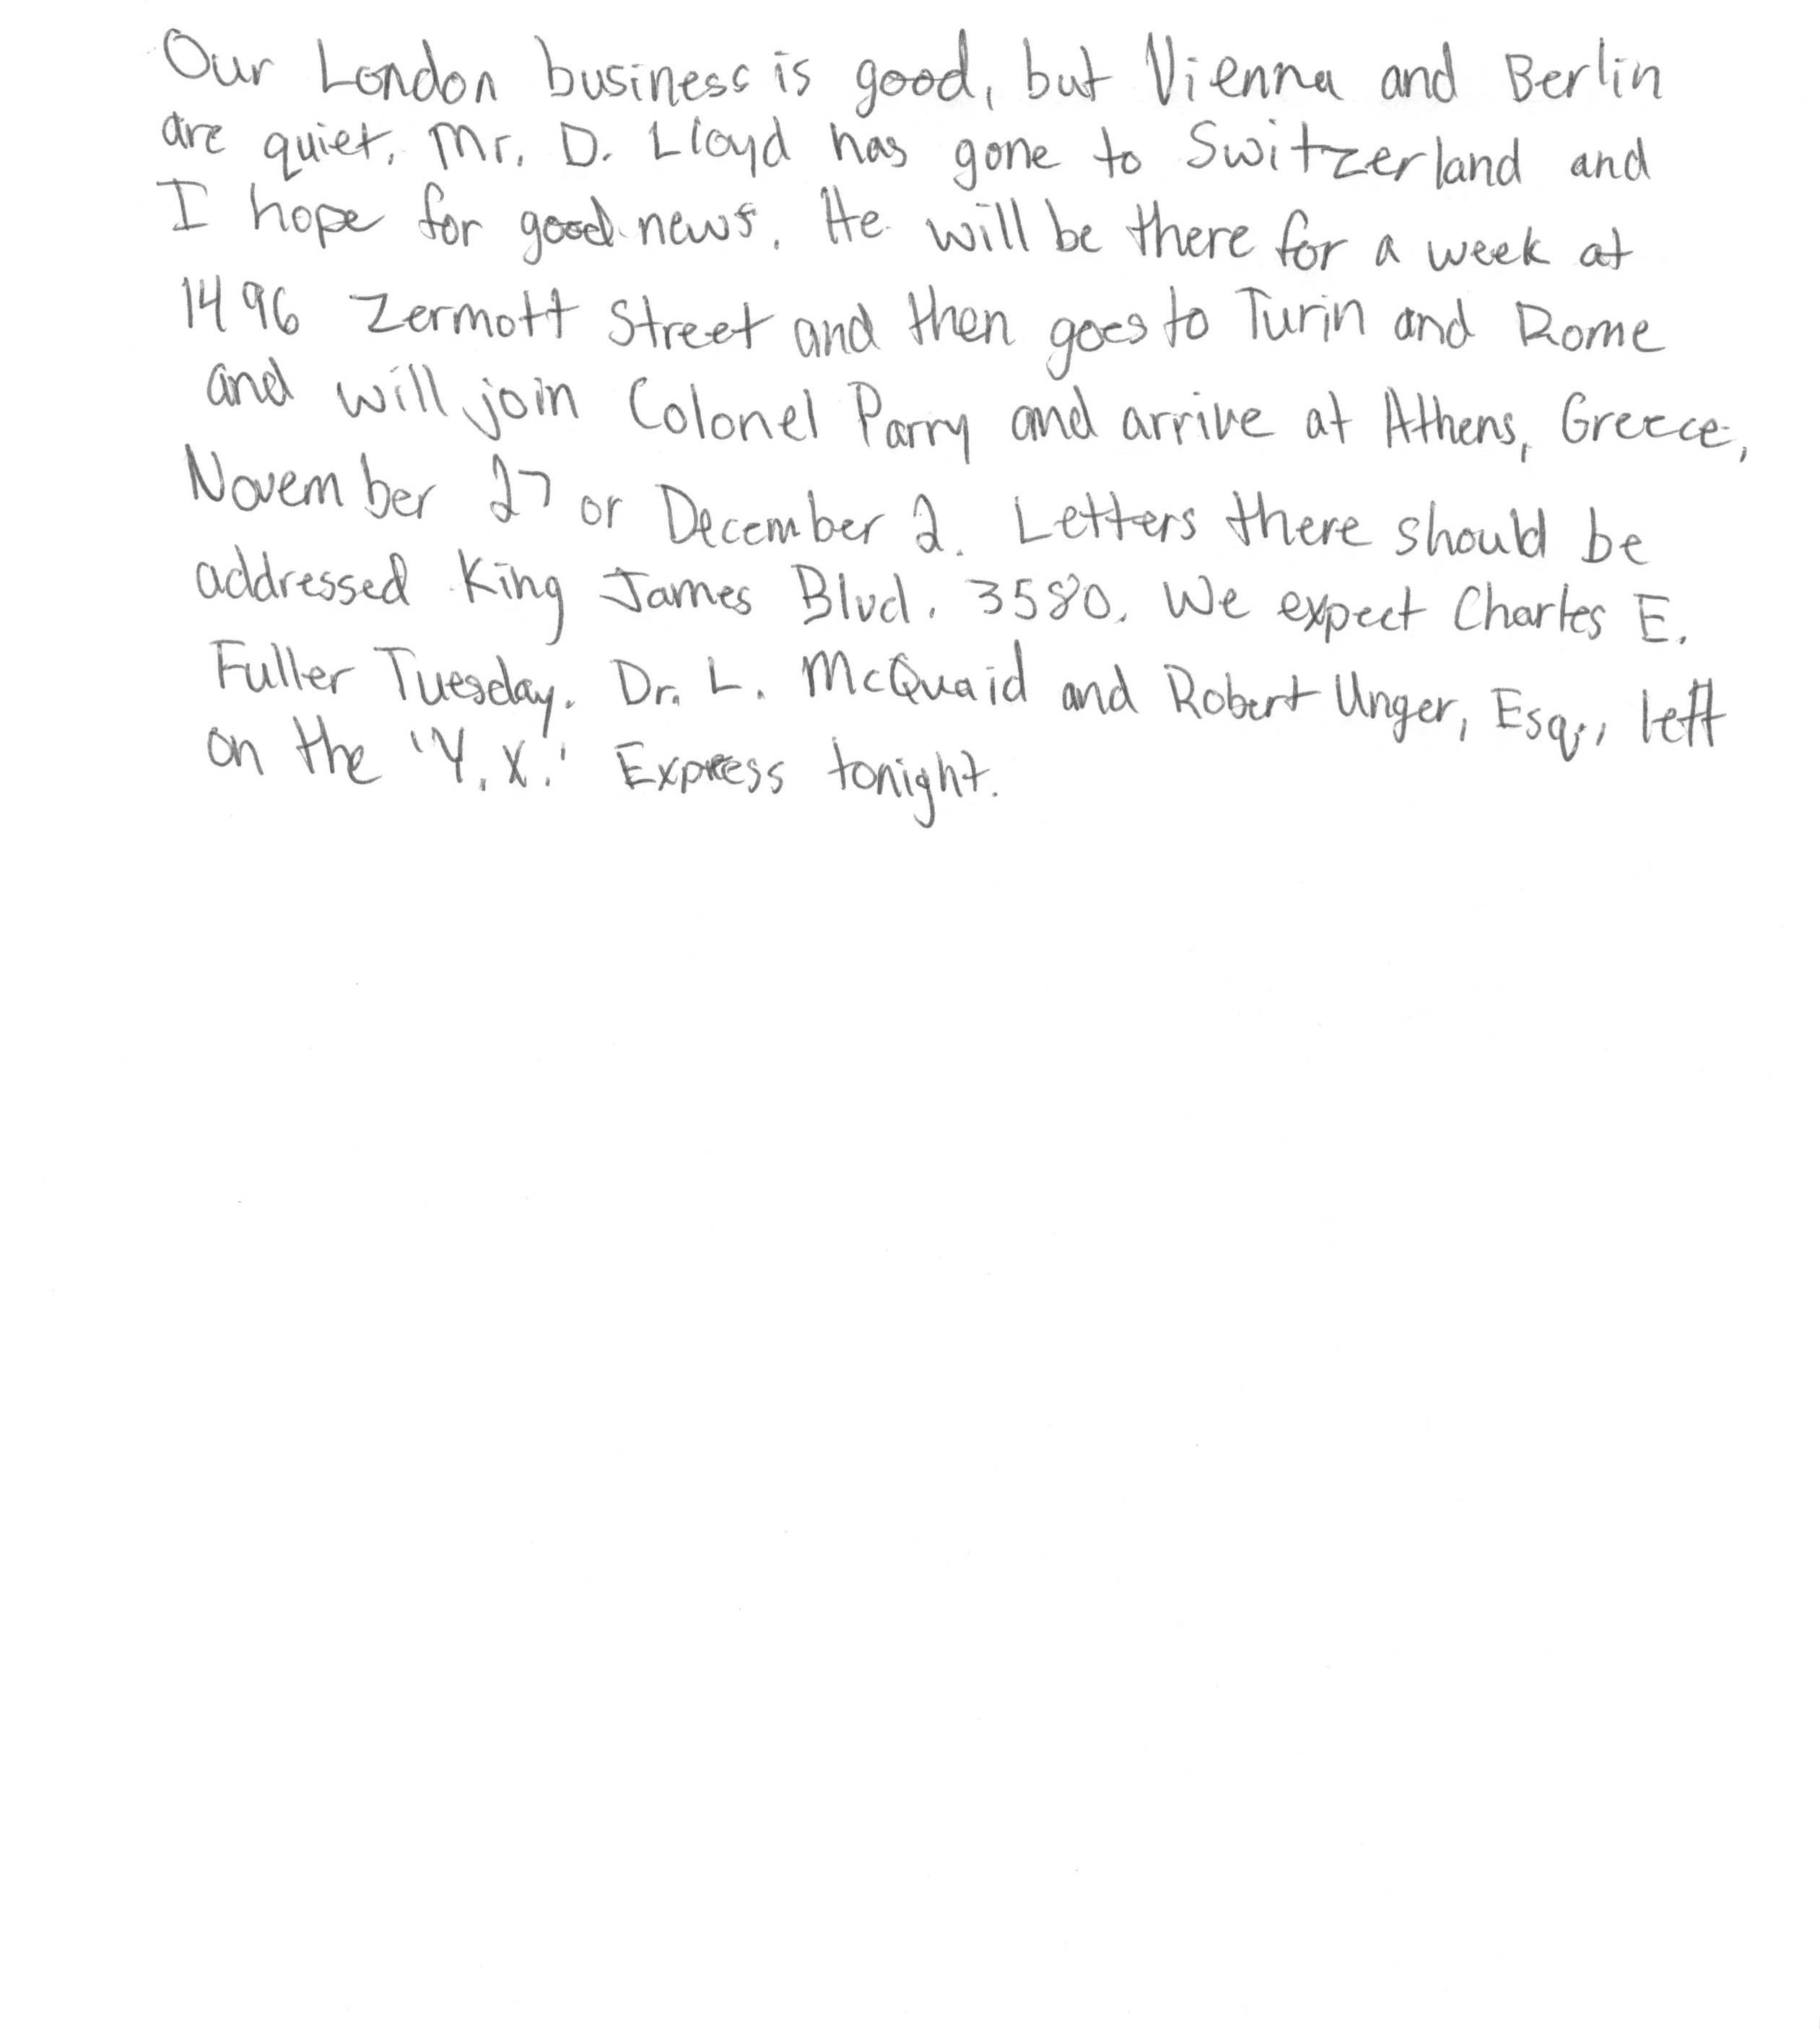 Our London business is good, but Vienna and Berlin
are quiet. Mr. D. Lloyd has gone to Switzerland and
I hope for good news. He will be there for a week at
1496 Zermott Street and then goes to Turin and Rome
and will join Colonel Parry and arrive at Athens, Greece,
November 27 or December 2. Letters there should be
addressed King James Blvd. 3580. We expect Charles E.
Fuller Tuesday. Dr. L. McQuaid and Robert Unger, Esq., left
on the 'Y.X.' Express tonight.